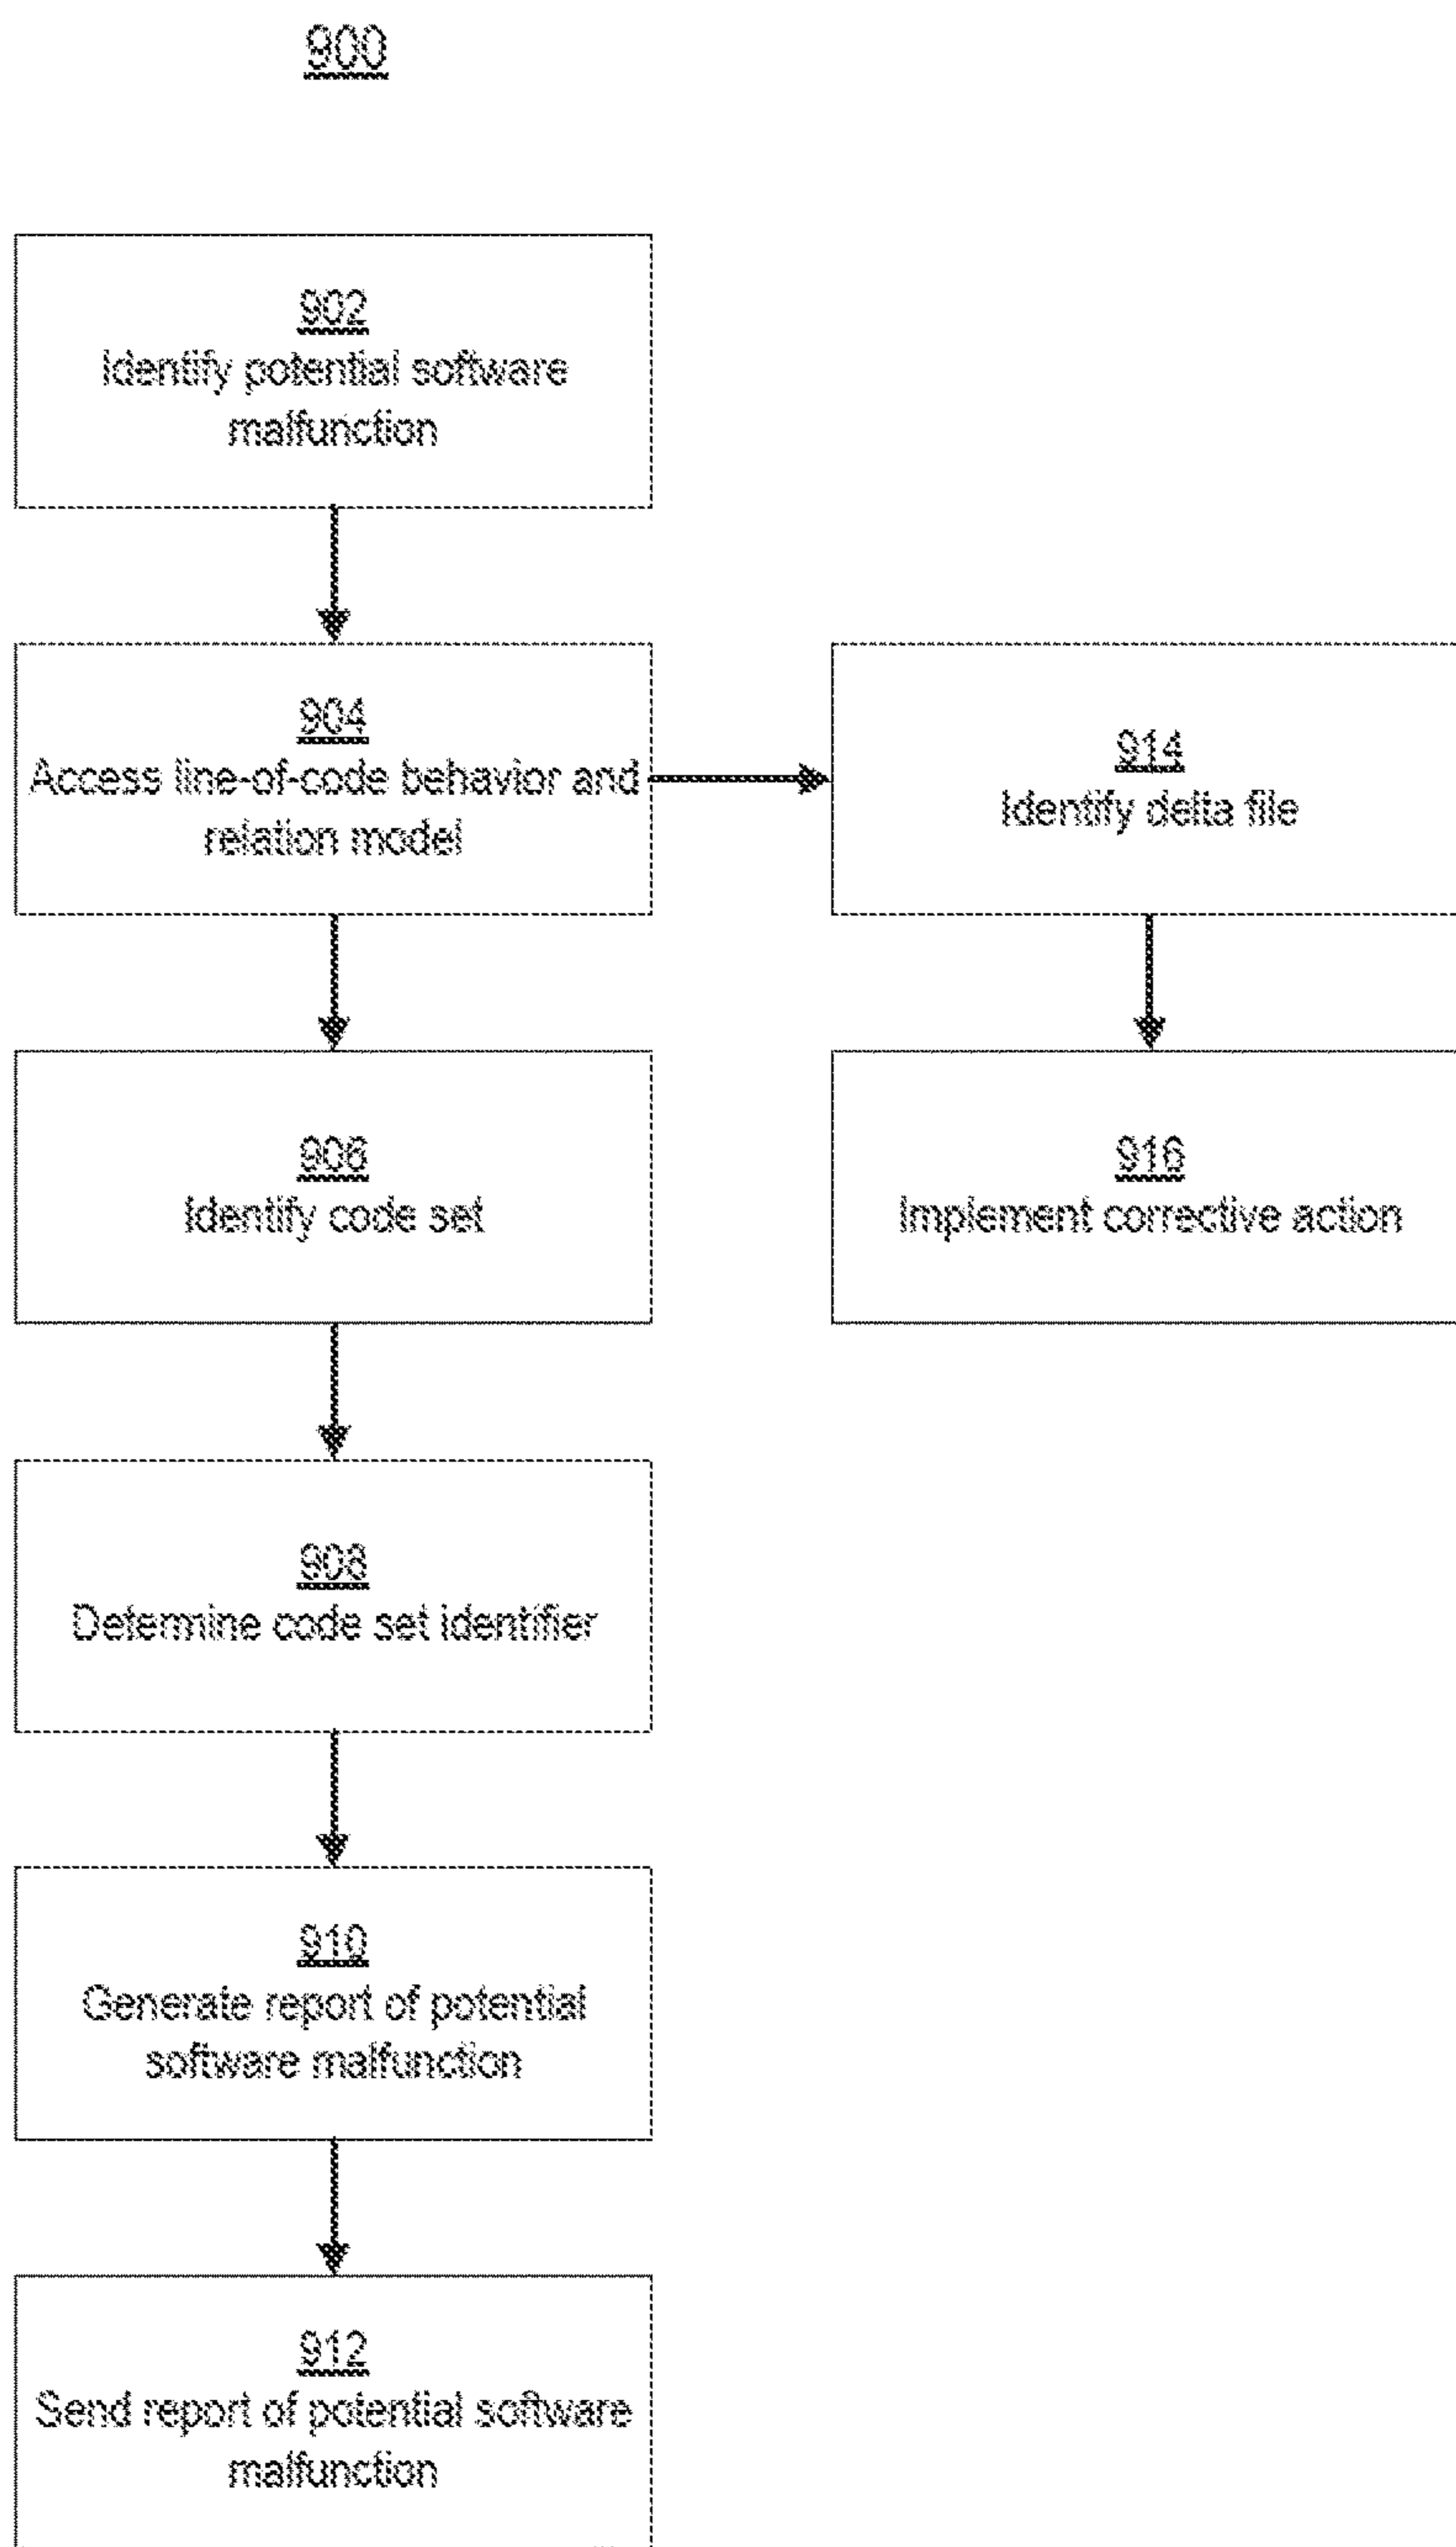 900
902
Identify potential software
malfunction
904
Access line-of-code behavior and
relation model
914
Identify delta file
906
Identify code set
916
Implement corrective action
908
Determine code set identifier
910
Generate report of potential
software malfunction
912
Send report of potential software
malfunction